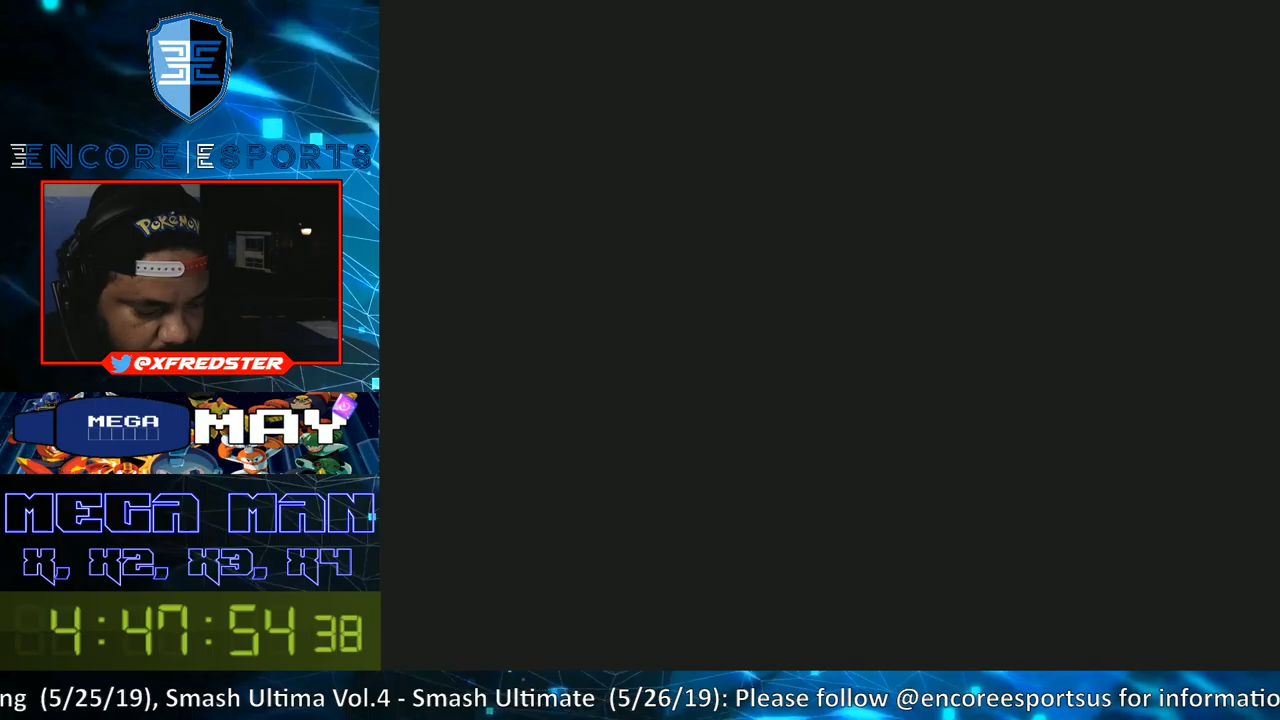 ENCORE|ESPORTS
POKéMON
@XFREDSTER
MEGA
MAY
MEGA MAN
X, X2, X3, X4
4:47:54 38
ng (5/25/19), Smash Ultima Vol.4 - Smash Ultimate (5/26/19): Please follow @encoreesportsus for informatio